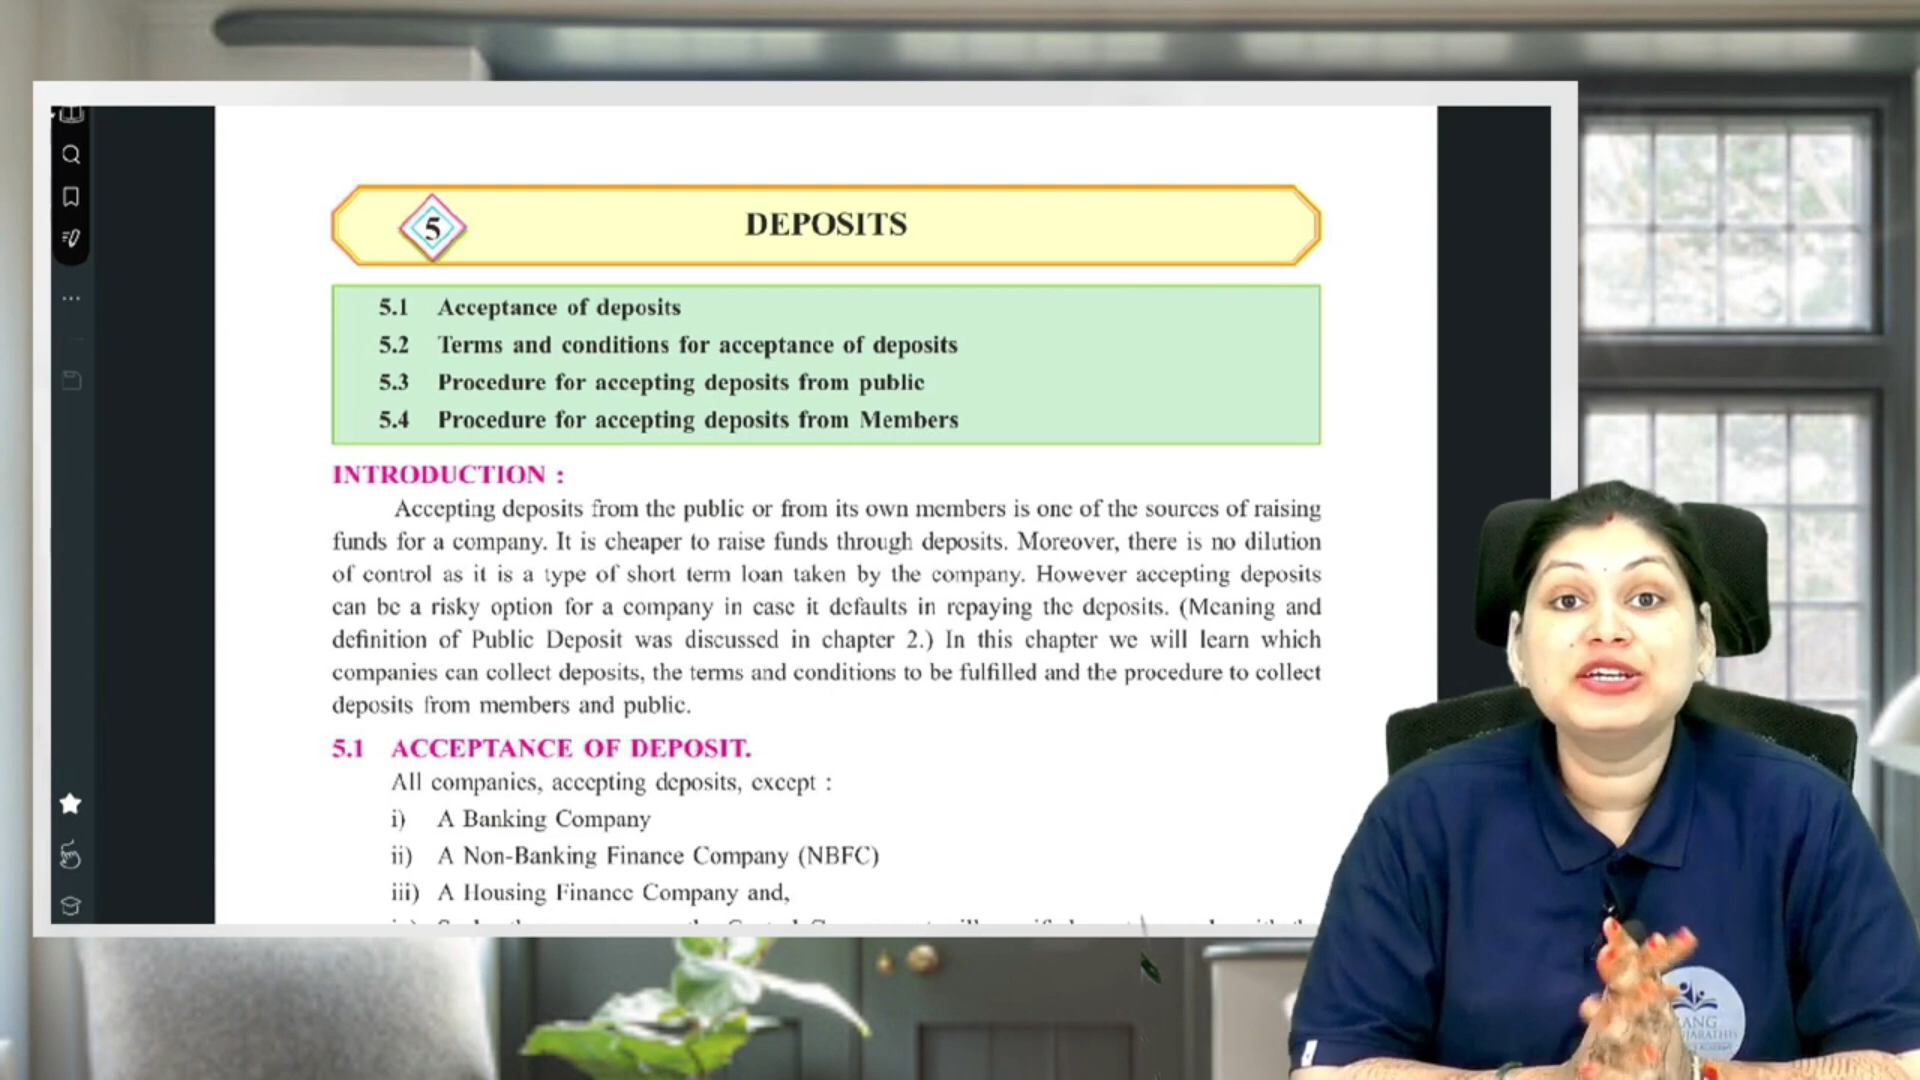 5
DEPOSITS
5.1 Acceptance of deposits
5.2 Terms and conditions for acceptance of deposits
5.3 Procedure for accepting deposits from public
5.4 Procedure for accepting deposits from Members
INTRODUCTION :
Accepting deposits from the public or from its own members is one of the sources of raising
funds for a company. It is cheaper to raise funds through deposits. Moreover, there is no dilution
of control as it is a type of short term loan taken by the company. However accepting deposits
can be a risky option for a company in case it defaults in repaying the deposits. (Meaning and
definition of Public Deposit was discussed in chapter 2.) In this chapter we will learn which
companies can collect deposits, the terms and conditions to be fulfilled and the procedure to collect
deposits from members and public.
5.1 ACCEPTANCE OF DEPOSIT.
All companies, accepting deposits, except :
i) A Banking Company
ii) A Non-Banking Finance Company (NBFC)
iii) A Housing Finance Company and,